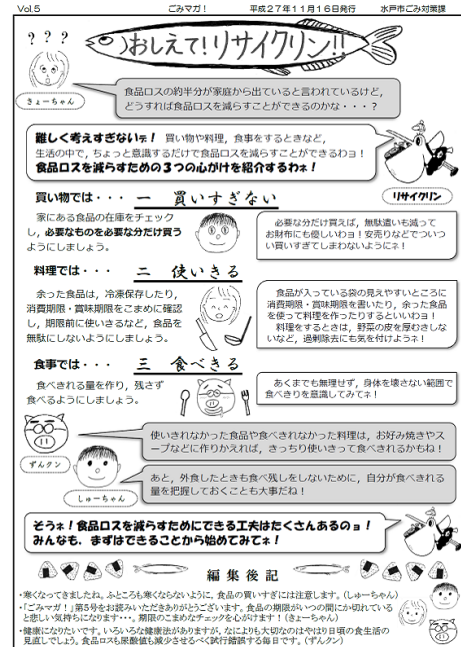 Vol.5 ごみマガ! 平成27年11月16日発行 水戸市ごみ対策課
???
おしえて!リサイクリン!!
きょーちゃん
食品ロスの約半分が家庭から出ていると言われているけど,
どうすれば食品ロスを減らすことができるのかな・・・?
難しく考えすぎないデ! 買い物や料理,食事をするときなど,
生活の中で,ちょっと意識するだけで食品ロスを減らすことができるわョ!
食品ロスを減らすための3つの心がけを紹介するわネ!
リサイクリン
買い物では・・・ 一 買いすぎない
家にある食品の在庫をチェック
し,必要なものを必要な分だけ買う
ようにしましょう。
必要な分だけ買えば,無駄遣いも減って
お財布にも優しいわョ!安売りなどでついつ
い買いすぎてしまわないようにネ!
料理では・・・ 二 使いきる
余った食品は,冷凍保存したり,
消費期限・賞味期限をこまめに確認
し,期限前に使いきるなど,食品を
無駄にしないようにしましょう。
食品が入っている袋の見えやすいところに
消費期限・賞味期限を書いたり,余った食品
を使って料理を作ったりするといいわョ!
料理をするときは,野菜の皮を厚むきしな
いなど,過剰除去にも気を付けようネ!
食事では・・・ 三 食べきる
食べきれる量を作り,残さず
食べるようにしましょう。
あくまでも無理せず,身体を壊さない範囲で
食べきりを意識してみてネ!
ずんクン
使いきれなかった食品や食べきれなかった料理は,お好み焼きやス
ープなどに作りかえれば,きっちり使いきって食べきれるかもね!
しゅーちゃん
あと,外食したときも食べ残しをしないために,自分が食べきれる
量を把握しておくことも大事だね!
そうネ!食品ロスを減らすためにできる工夫はたくさんあるのョ!
みんなも,まずはできることから始めてみてネ!
編集後記
・寒くなってきましたね。ふところも寒くならないように,食品の買いすぎには注意します。(しゅーちゃん)
・「ごみマガ!」第5号をお読みいただきありがとうございます。食品の期限がいつの間にか切れている
と悲しい気持ちになります・・・。期限のこまめなチェックを心がけます!(きょーちゃん)
・健康になりたいです。いろいろな健康法がありますが,なによりも大切なのはやはり日頃の食生活の
見直しでしょう。食品ロスも尿酸値も減少させるべく試行錯誤する毎日です。(ずんクン)